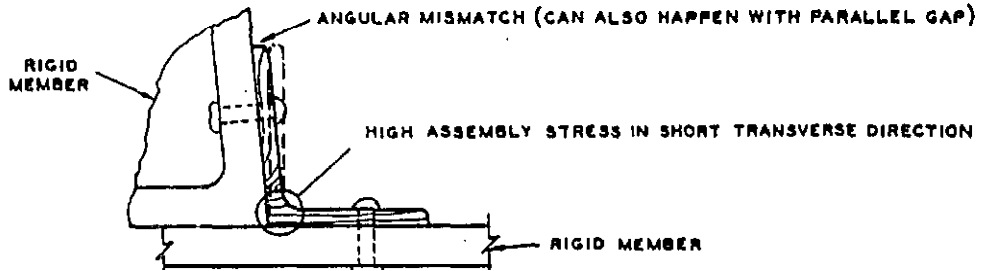 ANGULAR MISMATCH (CAN ALSO HAPPEN WITH PARALLEL GAP)
RIGID
MEMBER
HIGH ASSEMBLY STRESS IN SHORT TRANSVERSE DIRECTION
RIGID MEMBER